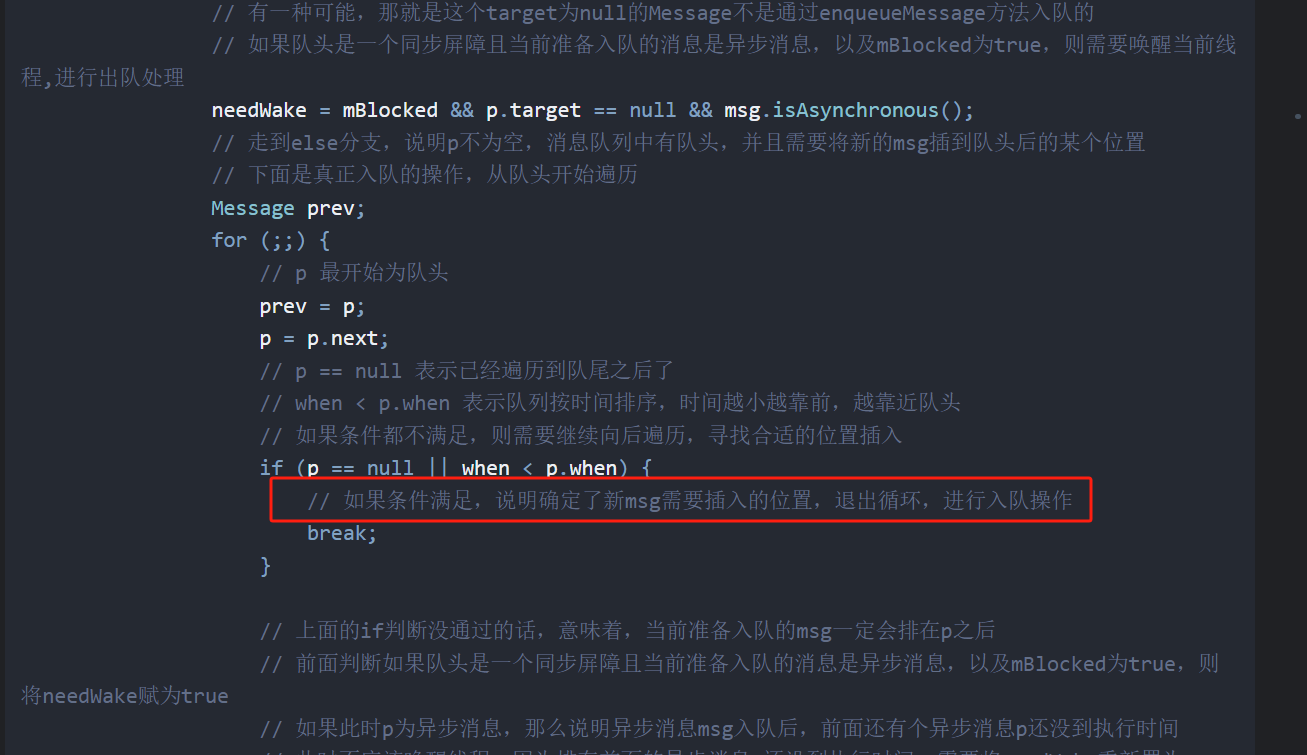 // 有一种可能，那就是这个target为null的Message不是通过enqueueMessage方法入队的
// 如果队头是一个同步屏障且当前准备入队的消息是异步消息，以及mBlocked为true，则需要唤醒当前线
程,进行出队处理
needWake = mBlocked && p.target == null && msg.isAsynchronous();
// 走到else分支，说明p不为空，消息队列中有队头，并且需要将新的msg插到队头后的某个位置
// 下面是真正入队的操作，从队头开始遍历
Message prev;
for (;;) {
// p 最开始为队头
prev = p;
p = p.next;
// p == null 表示已经遍历到队尾之后了
// when < p.when 表示队列按时间排序，时间越小越靠前，越靠近队头
// 如果条件都不满足，则需要继续向后遍历，寻找合适的位置插入
if (p == null || when < p.when) {
// 如果条件满足，说明确定了新msg需要插入的位置，退出循环，进行入队操作
break;
}
// 上面的if判断没通过的话，意味着，当前准备入队的msg一定会排在p之后
// 前面判断如果队头是一个同步屏障且当前准备入队的消息是异步消息，以及mBlocked为true，则
将needWake赋为true
// 如果此时p为异步消息，那么说明异步消息msg入队后，前面还有个异步消息p还没到执行时间